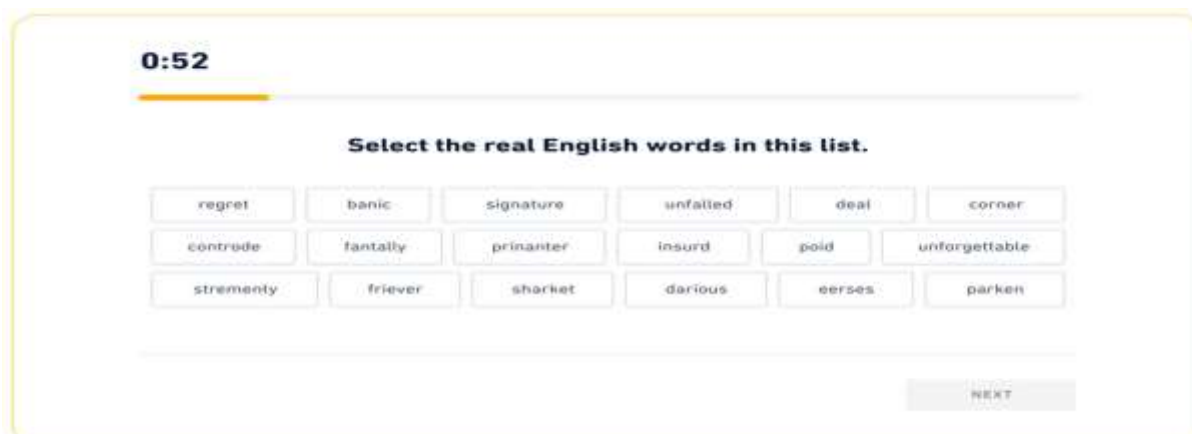 0:52
Select the real English words in this list.
regret banic signature unfalled deal corner
controde fantally prinanter insurd poid unforgettable
strementy friever sharket darious eerses parken
NEXT